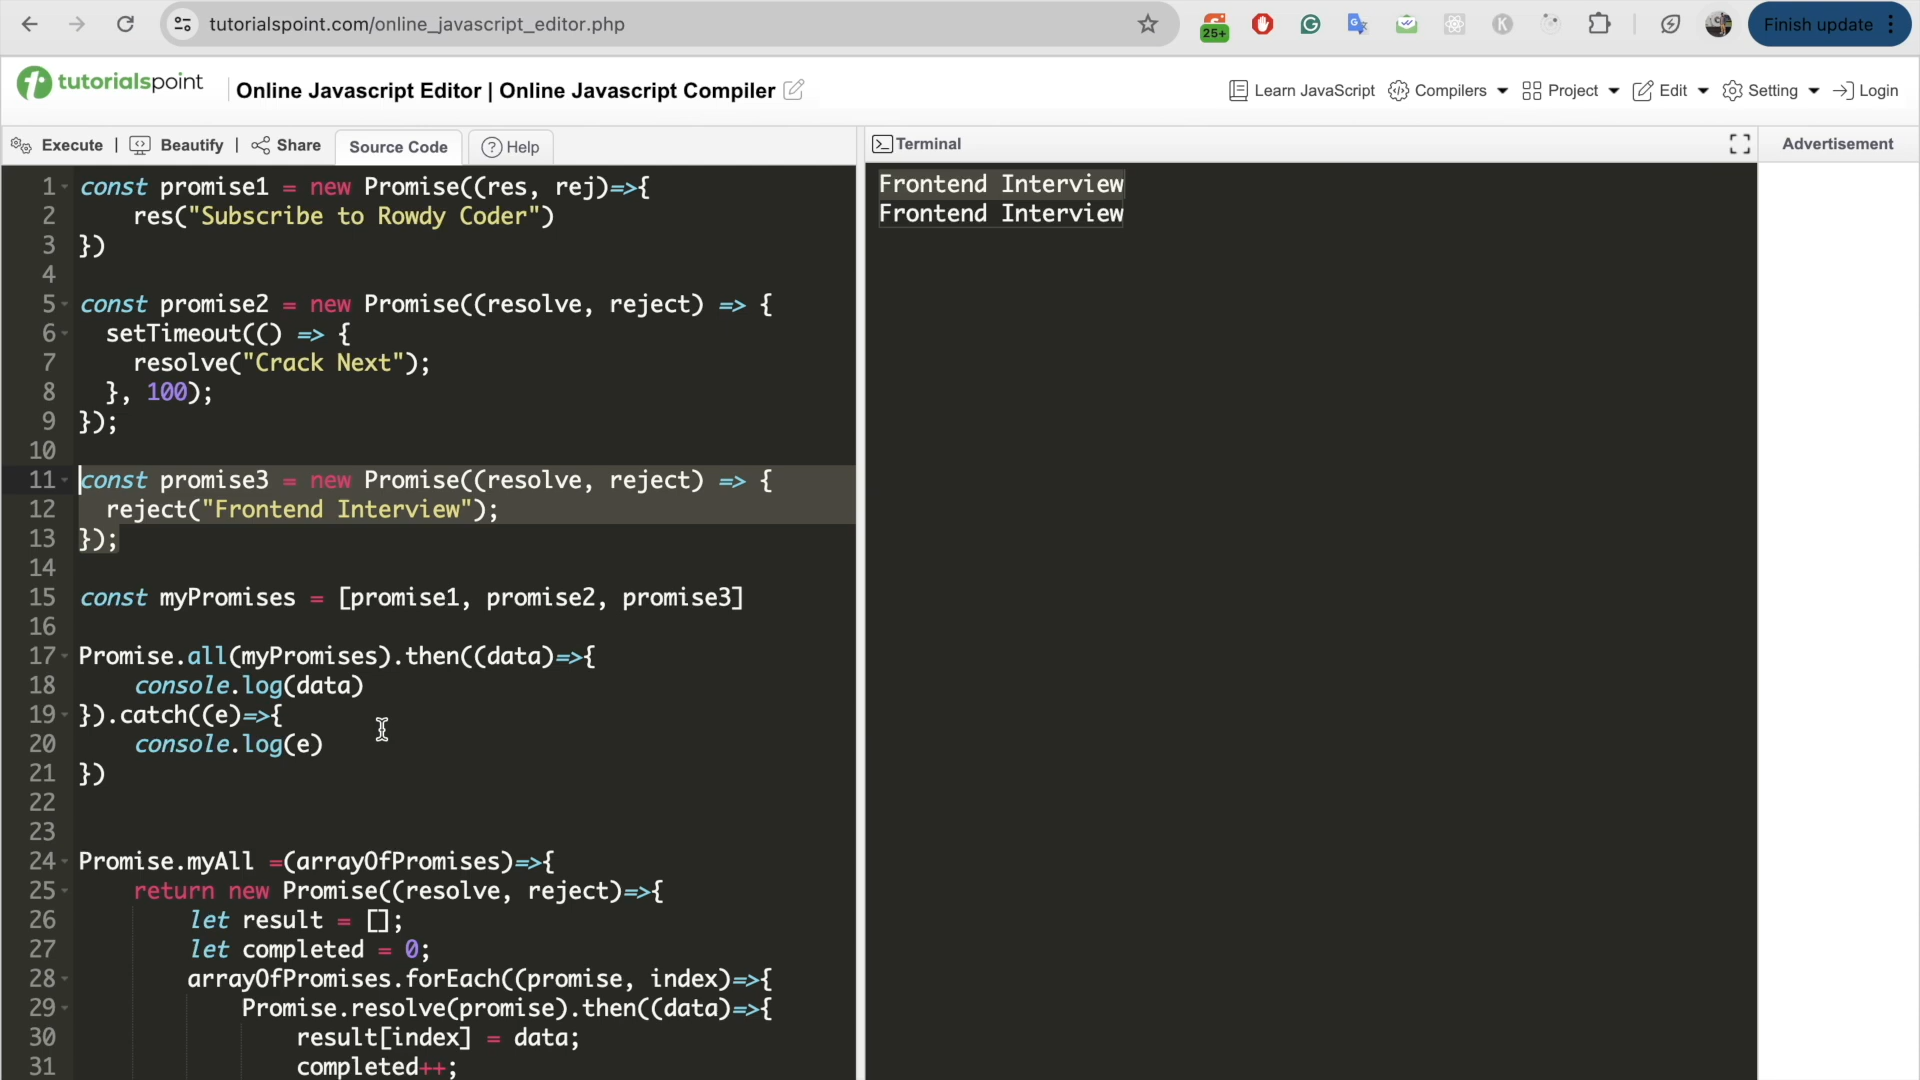 tutorialspoint.com/online_javascript_editor.php
25+
Finish update
tutorialspoint
Online Javascript Editor | Online Javascript Compiler
Learn JavaScript
Compilers
Project
Edit
Setting
Login
Execute | Beautify | Share
Source Code
Help
Terminal
Advertisement
1 const promise1 = new Promise((res, rej)=>{
2     res("Subscribe to Rowdy Coder")
3 })
4
5 const promise2 = new Promise((resolve, reject) => {
6   setTimeout(() => {
7     resolve("Crack Next");
8   }, 100);
9 });
10
11 const promise3 = new Promise((resolve, reject) => {
12   reject("Frontend Interview");
13 });
14
15 const myPromises = [promise1, promise2, promise3]
16
17 Promise.all(myPromises).then((data)=>{
18     console.log(data)
19 }).catch((e)=>{
20     console.log(e)
21 })
22
23
24 Promise.myAll =(arrayOfPromises)=>{
25     return new Promise((resolve, reject)=>{
26         let result = [];
27         let completed = 0;
28         arrayOfPromises.forEach((promise, index)=>{
29             Promise.resolve(promise).then((data)=>{
30                 result[index] = data;
31                 completed++;
Frontend Interview
Frontend Interview